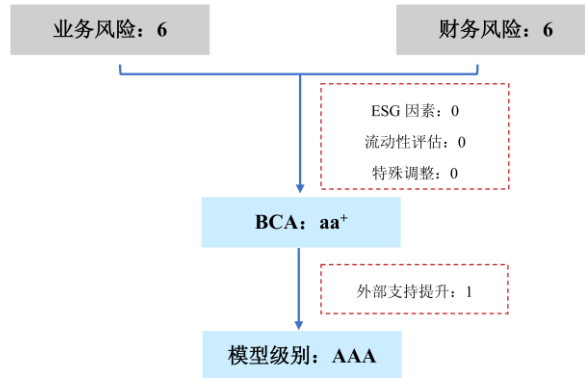 业务风险：6
财务风险：6
ESG 因素：0
流动性评估：0
特殊调整：0
BCA：aa⁺
外部支持提升：1
模型级别：AAA